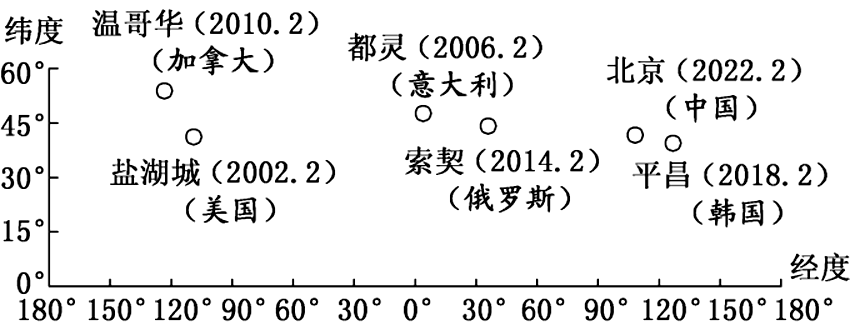 纬度
温哥华（2010.2）
（加拿大）
都灵（2006.2）
（意大利）
北京（2022.2）
（中国）
60°
45°
30°
15°
0°
盐湖城（2002.2）
（美国）
索契（2014.2）
（俄罗斯）
平昌（2018.2）
（韩国）
经度
180° 150° 120° 90° 60° 30° 0° 30° 60° 90° 120° 150° 180°